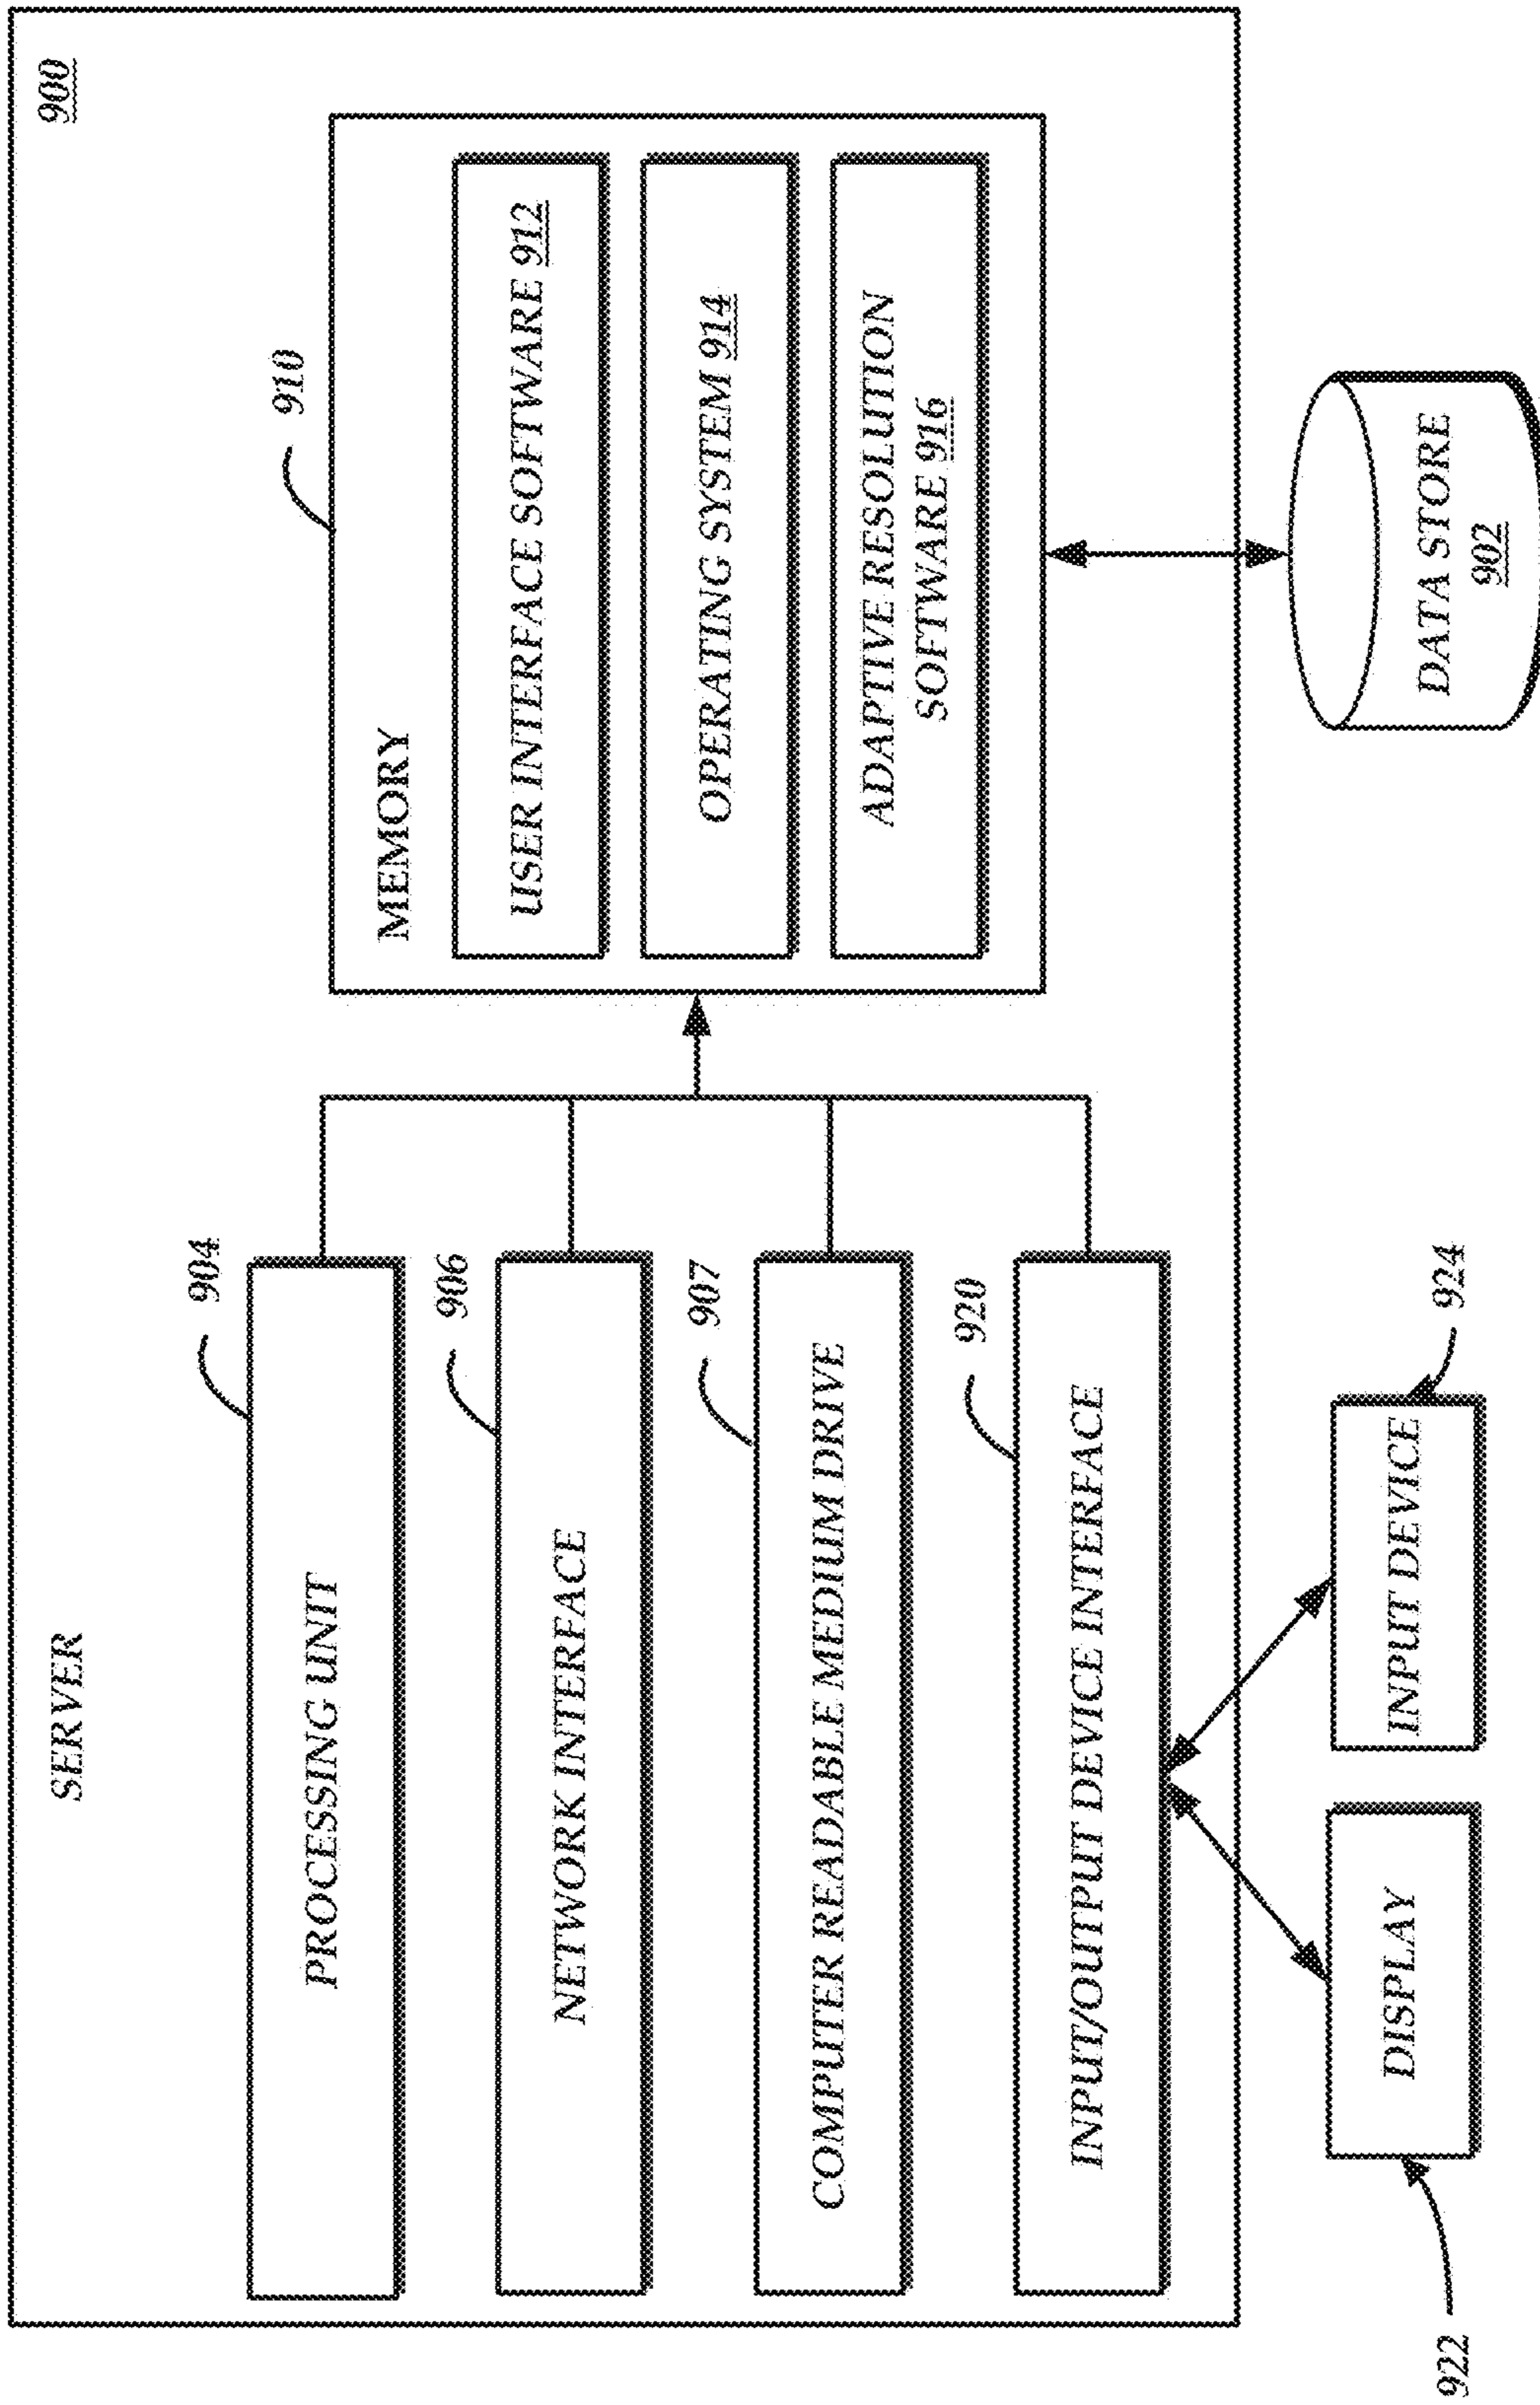 SERVER
900
904
PROCESSING UNIT
906
NETWORK INTERFACE
907
COMPUTER READABLE MEDIUM DRIVE
920
INPUT/OUTPUT DEVICE INTERFACE
910
MEMORY
USER INTERFACE SOFTWARE 912
OPERATING SYSTEM 914
ADAPTIVE RESOLUTION
SOFTWARE 916
922
DISPLAY
INPUT DEVICE
924
DATA STORE
902